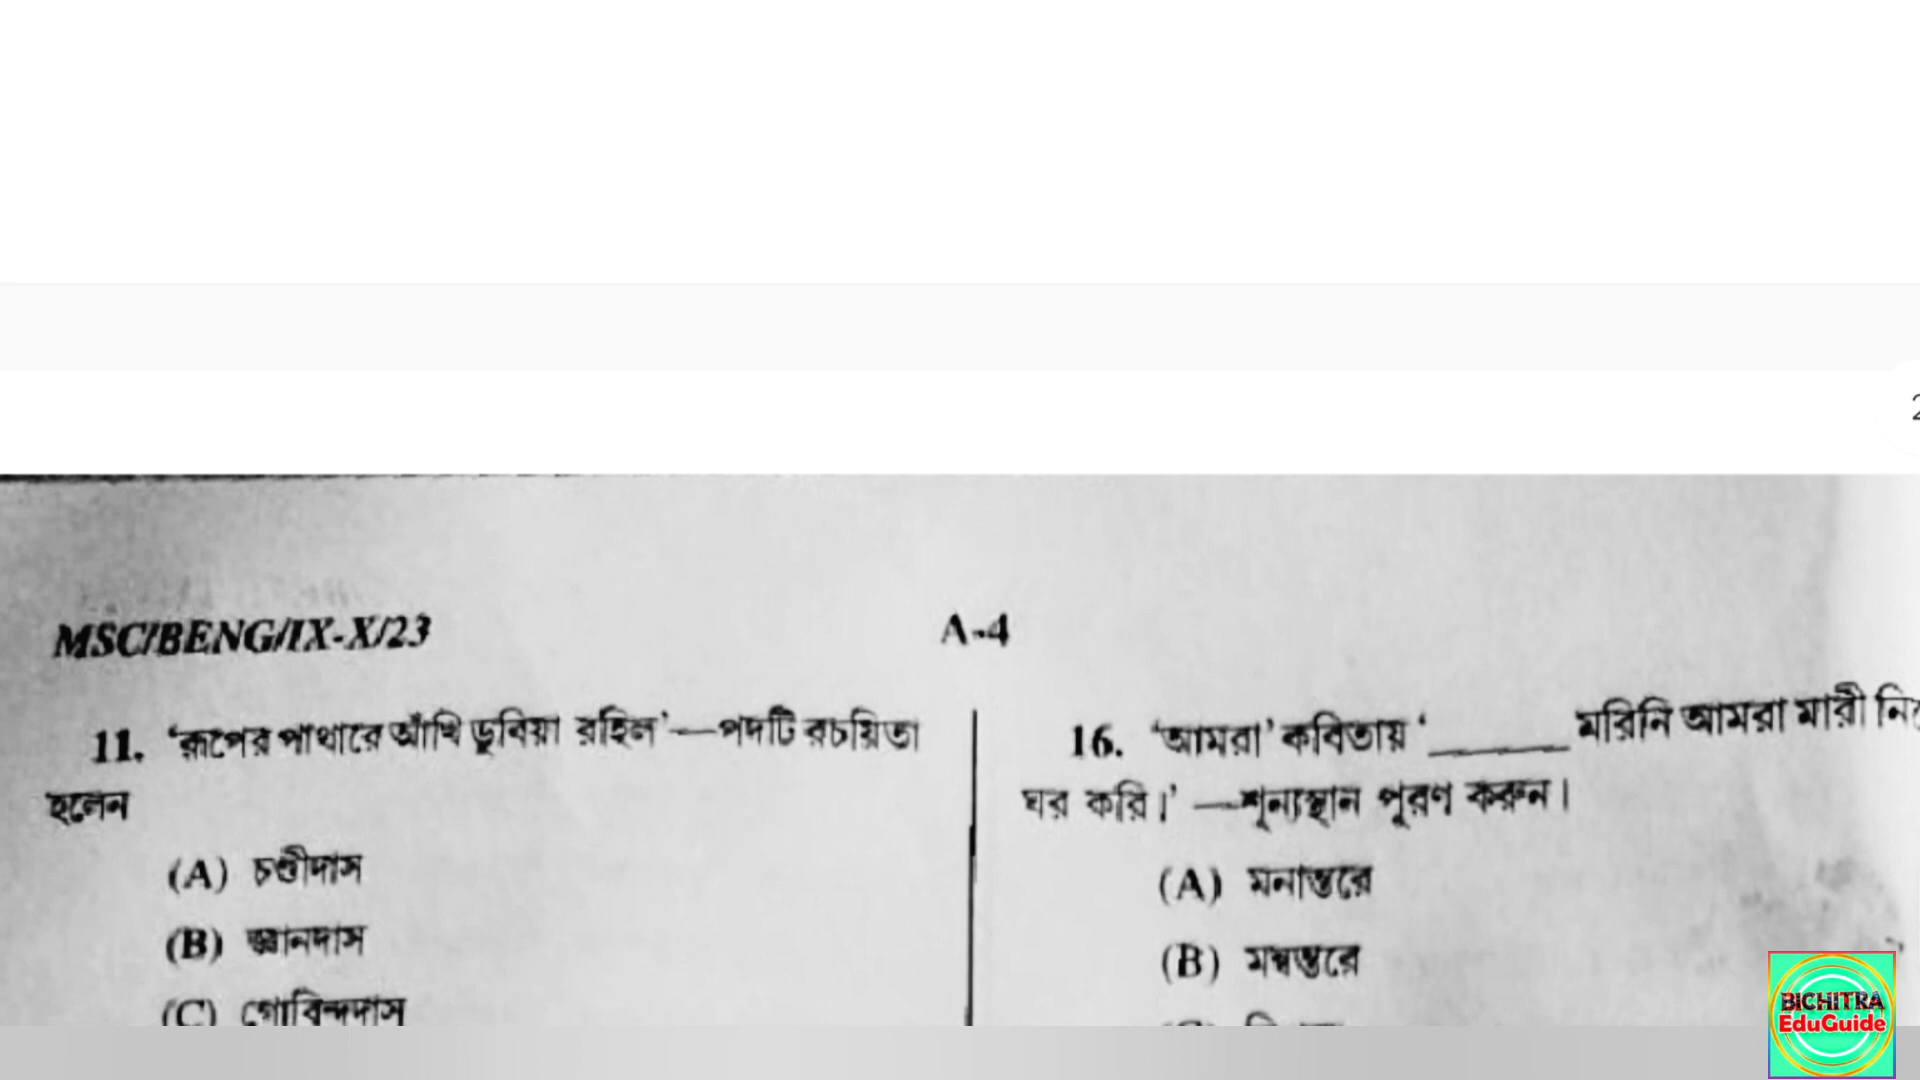 2
MSC/BENG/IX-X/23
A-4
11. ‘রূপের পাথারে আঁখি ডুবিয়া রহিল’—পদটি রচয়িতা
হলেন
(A) চণ্ডীদাস
(B) জ্ঞানদাস
(C) গোবিন্দদাস
16. ‘আমরা’ কবিতায় ‘______ মরিনি আমরা মারী
ঘর করি।’ —শূন্যস্থান পূরণ করুন।
(A) মনান্তরে
(B) মন্বন্তরে
BICHITRA
EduGuide